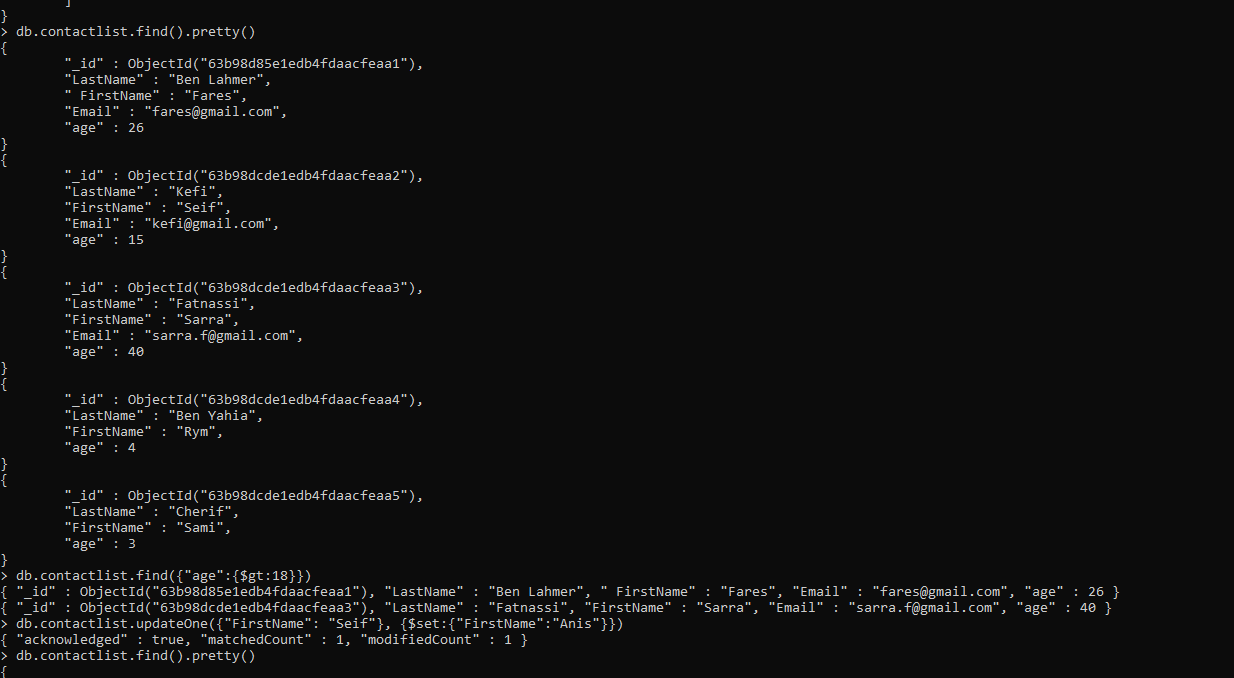 ]
}
> db.contactlist.find().pretty()
{
        "_id" : ObjectId("63b98d85e1edb4fdaacfeaa1"),
        "LastName" : "Ben Lahmer",
        " FirstName" : "Fares",
        "Email" : "fares@gmail.com",
        "age" : 26
}
{
        "_id" : ObjectId("63b98dcde1edb4fdaacfeaa2"),
        "LastName" : "Kefi",
        "FirstName" : "Seif",
        "Email" : "kefi@gmail.com",
        "age" : 15
}
{
        "_id" : ObjectId("63b98dcde1edb4fdaacfeaa3"),
        "LastName" : "Fatnassi",
        "FirstName" : "Sarra",
        "Email" : "sarra.f@gmail.com",
        "age" : 40
}
{
        "_id" : ObjectId("63b98dcde1edb4fdaacfeaa4"),
        "LastName" : "Ben Yahia",
        "FirstName" : "Rym",
        "age" : 4
}
{
        "_id" : ObjectId("63b98dcde1edb4fdaacfeaa5"),
        "LastName" : "Cherif",
        "FirstName" : "Sami",
        "age" : 3
}
> db.contactlist.find({"age":{$gt:18}})
{ "_id" : ObjectId("63b98d85e1edb4fdaacfeaa1"), "LastName" : "Ben Lahmer", " FirstName" : "Fares", "Email" : "fares@gmail.com", "age" : 26 }
{ "_id" : ObjectId("63b98dcde1edb4fdaacfeaa3"), "LastName" : "Fatnassi", "FirstName" : "Sarra", "Email" : "sarra.f@gmail.com", "age" : 40 }
> db.contactlist.updateOne({"FirstName": "Seif"}, {$set:{"FirstName":"Anis"}})
{ "acknowledged" : true, "matchedCount" : 1, "modifiedCount" : 1 }
> db.contactlist.find().pretty()
{